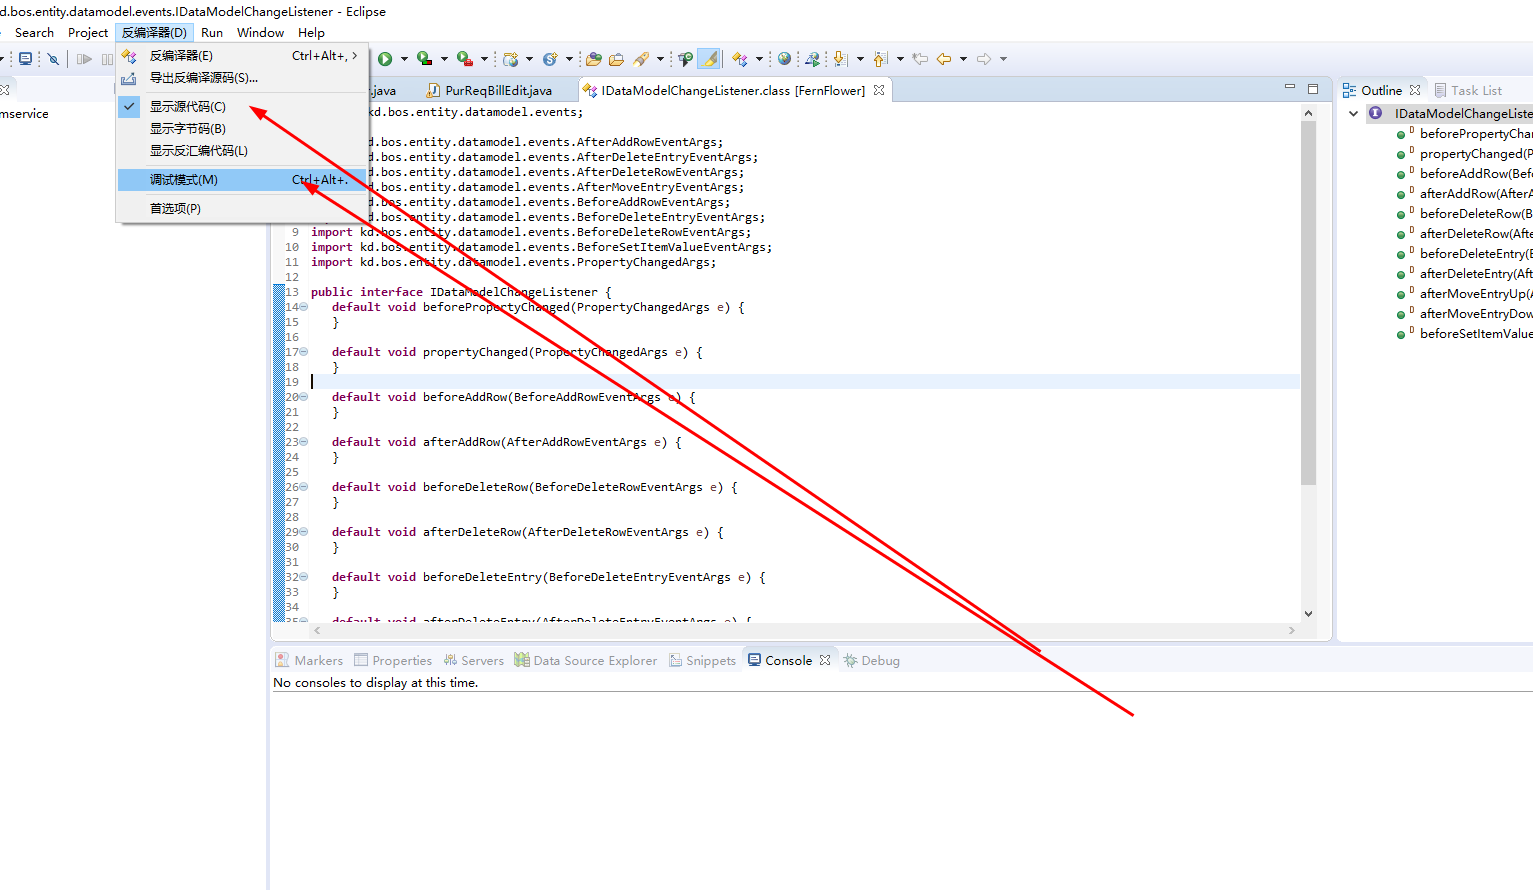 d.bos.entity.datamodel.events.IDataModelChangeListener - Eclipse
Search Project 反编译器(D) Run Window Help
反编译器(E) Ctrl+Alt+,
导出反编译源码(S)...
显示源代码(C)
显示字节码(B)
显示反汇编代码(L)
调试模式(M) Ctrl+Alt+.
首选项(P)
mservice
.java PurReqBillEdit.java IDataModelChangeListener.class [FernFlower]
kd.bos.entity.datamodel.events;
d.bos.entity.datamodel.events.AfterAddRowEventArgs;
d.bos.entity.datamodel.events.AfterDeleteEntryEventArgs;
d.bos.entity.datamodel.events.AfterDeleteRowEventArgs;
d.bos.entity.datamodel.events.AfterMoveEntryEventArgs;
d.bos.entity.datamodel.events.BeforeAddRowEventArgs;
d.bos.entity.datamodel.events.BeforeDeleteEntryEventArgs;
9 import kd.bos.entity.datamodel.events.BeforeDeleteRowEventArgs;
10 import kd.bos.entity.datamodel.events.BeforeSetItemValueEventArgs;
11 import kd.bos.entity.datamodel.events.PropertyChangedArgs;
12
13 public interface IDataModelChangeListener {
14 default void beforePropertyChanged(PropertyChangedArgs e) {
15 }
16
17 default void propertyChanged(PropertyChangedArgs e) {
18 }
19
20 default void beforeAddRow(BeforeAddRowEventArgs e) {
21 }
22
23 default void afterAddRow(AfterAddRowEventArgs e) {
24 }
25
26 default void beforeDeleteRow(BeforeDeleteRowEventArgs e) {
27 }
28
29 default void afterDeleteRow(AfterDeleteRowEventArgs e) {
30 }
31
32 default void beforeDeleteEntry(BeforeDeleteEntryEventArgs e) {
33 }
34
35 default void afterDeleteEntry(AfterDeleteEntryEventArgs e) {
Outline Task List
IDataModelChangeListe
beforePropertyChan
propertyChanged(P
beforeAddRow(Befo
afterAddRow(AfterA
beforeDeleteRow(B
afterDeleteRow(Afte
beforeDeleteEntry(B
afterDeleteEntry(Aft
afterMoveEntryUp(A
afterMoveEntryDow
beforeSetItemValue
Markers Properties Servers Data Source Explorer Snippets Console Debug
No consoles to display at this time.